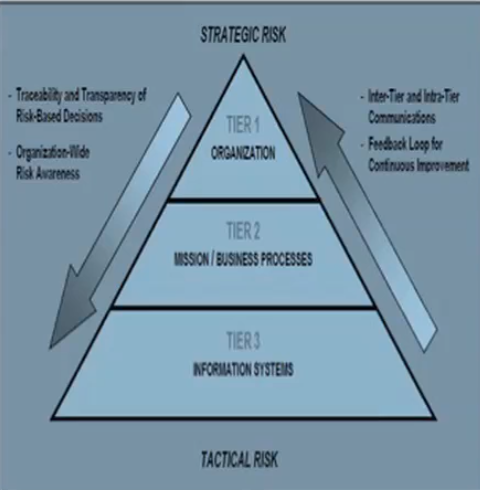 STRATEGIC RISK
- Traceability and Transparency of
Risk-Based Decisions
- Organization-Wide
Risk Awareness
- Inter-Tier and Intra-Tier
Communications
- Feedback Loop for
Continuous Improvement
TIER 1
ORGANIZATION
TIER 2
MISSION / BUSINESS PROCESSES
TIER 3
INFORMATION SYSTEMS
TACTICAL RISK